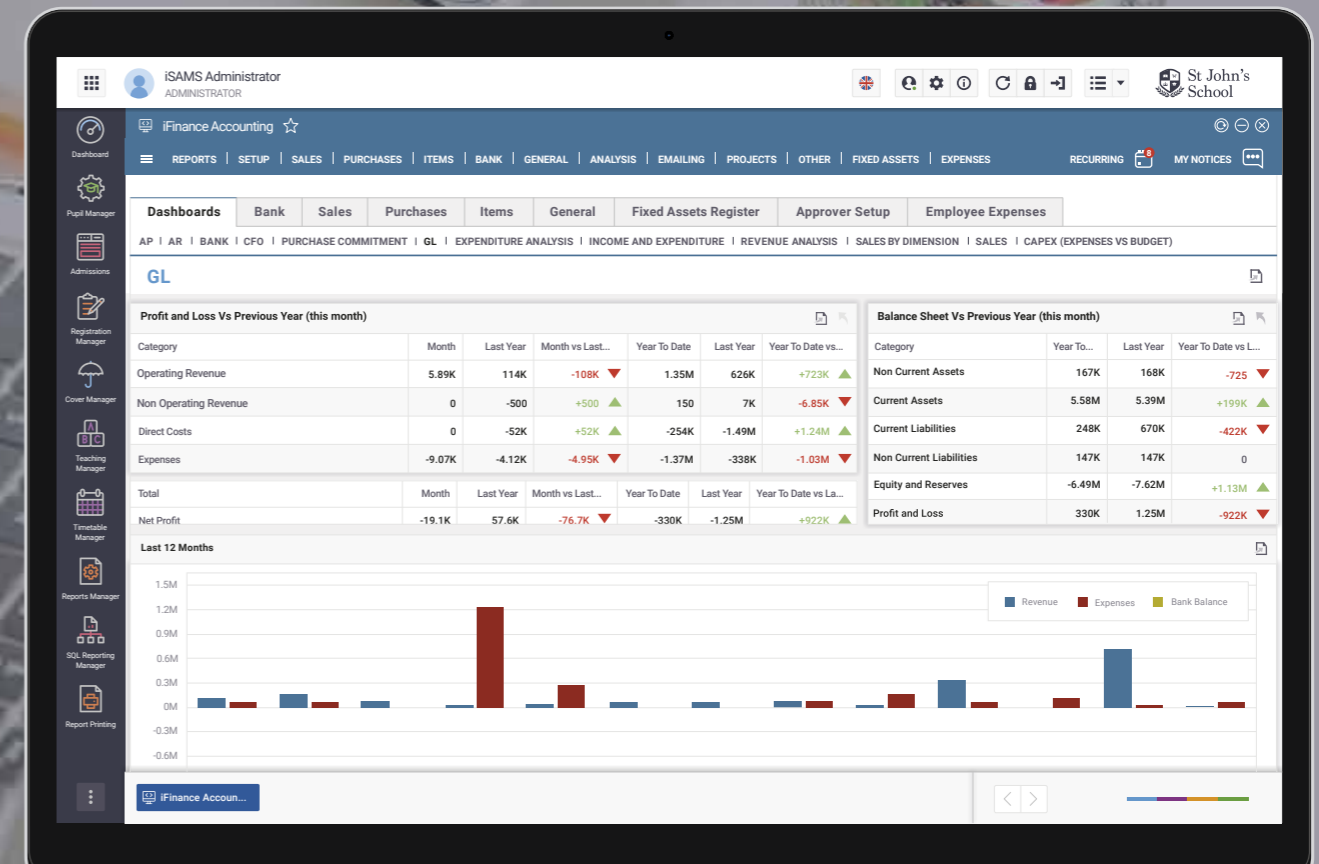 iSAMS Administrator
ADMINISTRATOR
St John's
School
Dashboard
Pupil Manager
Admissions
Registration
Manager
Cover Manager
A
B C
Teaching
Manager
Timetable
Manager
Reports Manager
SQL Reporting
Manager
Report Printing
iFinance Accounting
REPORTS | SETUP | SALES | PURCHASES | ITEMS | BANK | GENERAL | ANALYSIS | EMAILING | PROJECTS | OTHER | FIXED ASSETS | EXPENSES RECURRING 8 MY NOTICES
Dashboards Bank Sales Purchases Items General Fixed Assets Register Approver Setup Employee Expenses
AP | AR | BANK | CFO | PURCHASE COMMITMENT | GL | EXPENDITURE ANALYSIS | INCOME AND EXPENDITURE | REVENUE ANALYSIS | SALES BY DIMENSION | SALES | CAPEX (EXPENSES VS BUDGET)
GL
Profit and Loss Vs Previous Year (this month)
Category Month Last Year Month vs Last... Year To Date Last Year Year To Date vs...
Operating Revenue 5.89K 114K -108K 1.35M 626K +723K
Non Operating Revenue 0 -500 +500 150 7K -6.85K
Direct Costs 0 -52K +52K -254K -1.49M +1.24M
Expenses -9.07K -4.12K -4.95K -1.37M -338K -1.03M
Total Month Last Year Month vs Last... Year To Date Last Year Year To Date vs La...
Net Profit -19.1K 57.6K -76.7K -330K -1.25M +922K
Balance Sheet Vs Previous Year (this month)
Category Year To... Last Year Year To Date vs L...
Non Current Assets 167K 168K -725
Current Assets 5.58M 5.39M +199K
Current Liabilities 248K 670K -422K
Non Current Liabilities 147K 147K 0
Equity and Reserves -6.49M -7.62M +1.13M
Profit and Loss 330K 1.25M -922K
Last 12 Months
Revenue Expenses Bank Balance
1.5M
1.2M
0.9M
0.6M
0.3M
0M
-0.3M
-0.6M
iFinance Accoun...